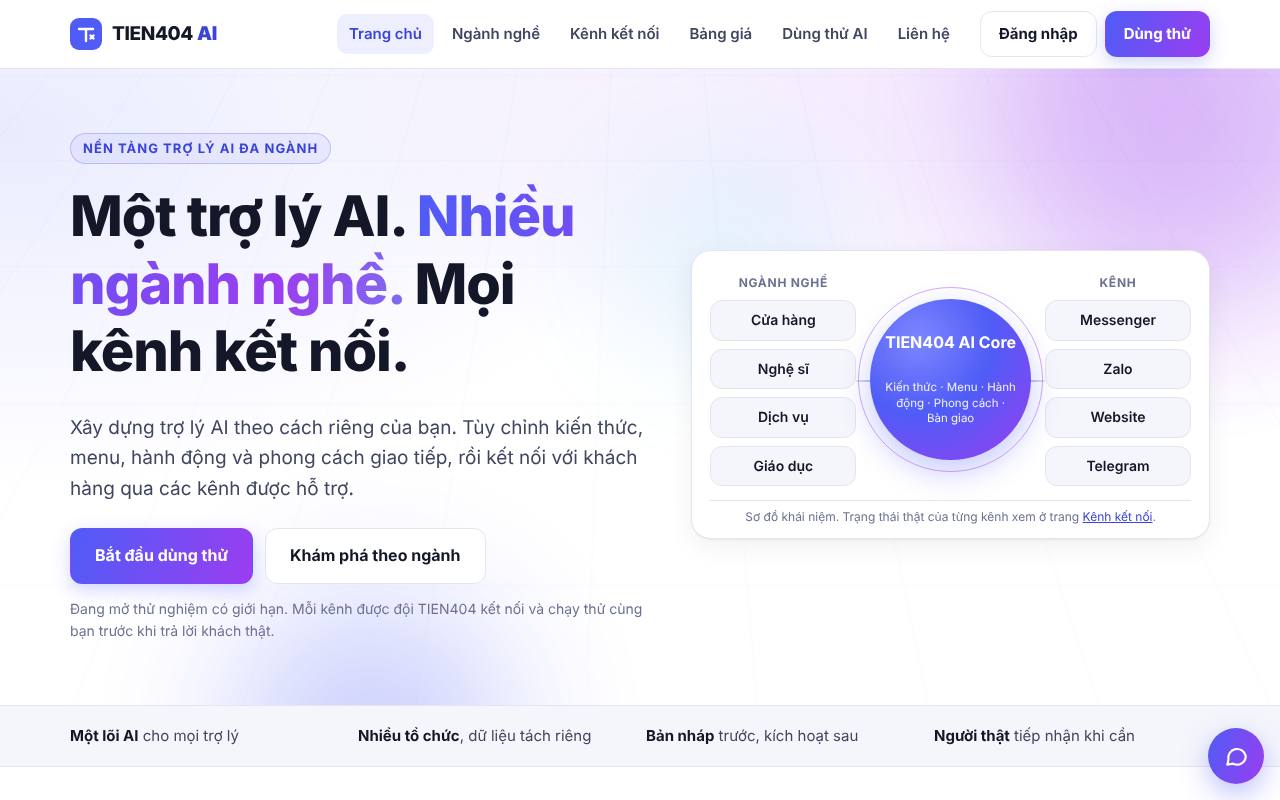 TIEN404 AI
Trang chủ
Ngành nghề
Kênh kết nối
Bảng giá
Dùng thử AI
Liên hệ
Đăng nhập
Dùng thử
NỀN TẢNG TRỢ LÝ AI ĐA NGÀNH
Một trợ lý AI. Nhiều
ngành nghề. Mọi
kênh kết nối.
Xây dựng trợ lý AI theo cách riêng của bạn. Tùy chỉnh kiến thức,
menu, hành động và phong cách giao tiếp, rồi kết nối với khách
hàng qua các kênh được hỗ trợ.
Bắt đầu dùng thử
Khám phá theo ngành
Đang mở thử nghiệm có giới hạn. Mỗi kênh được đội TIEN404 kết nối và chạy thử cùng
bạn trước khi trả lời khách thật.
NGÀNH NGHỀ
Cửa hàng
Nghệ sĩ
Dịch vụ
Giáo dục
TIEN404 AI Core
Kiến thức · Menu · Hành
động · Phong cách ·
Bàn giao
KÊNH
Messenger
Zalo
Website
Telegram
Sơ đồ khái niệm. Trạng thái thật của từng kênh xem ở trang Kênh kết nối.
Một lõi AI cho mọi trợ lý
Nhiều tổ chức, dữ liệu tách riêng
Bản nháp trước, kích hoạt sau
Người thật tiếp nhận khi cần